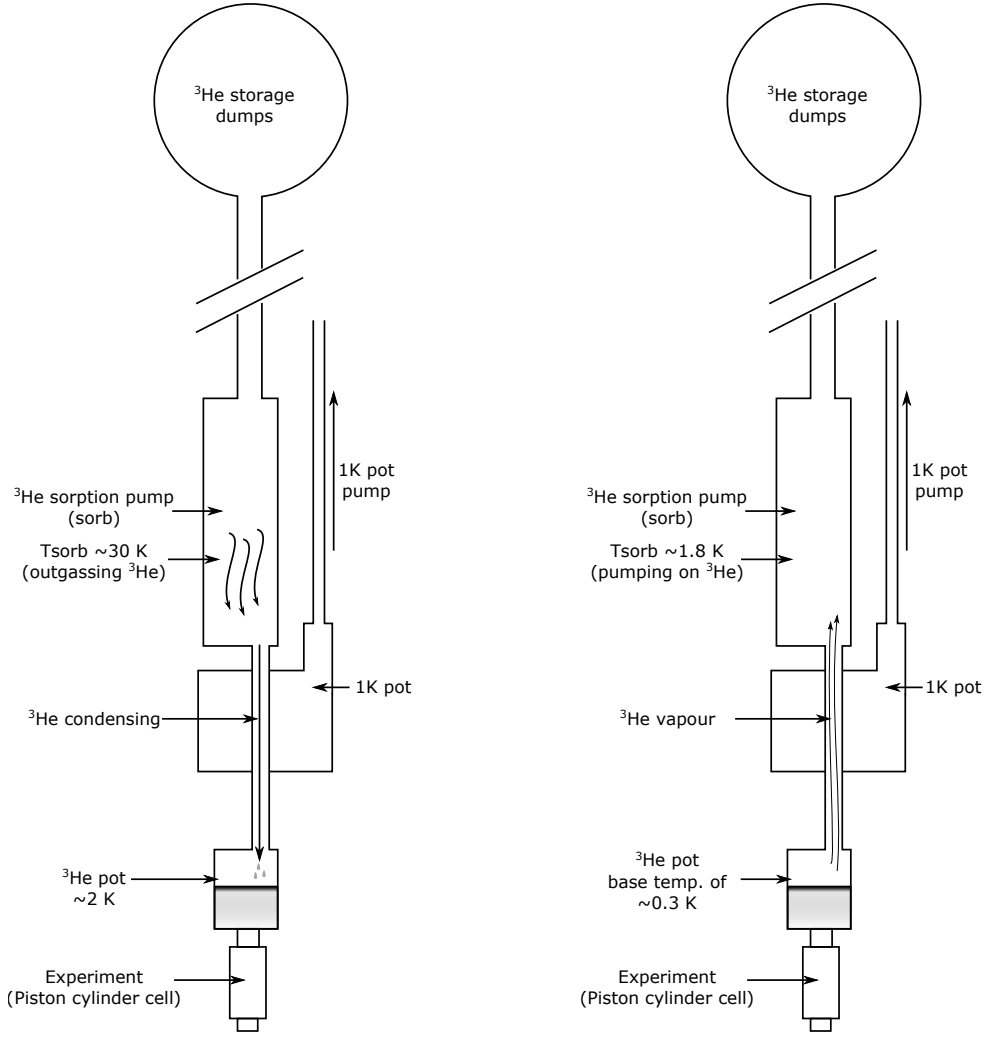 ³He storage
dumps
1K pot
pump
³He sorption pump
(sorb)
Tsorb ~30 K
(outgassing ³He)
1K pot
³He condensing
³He pot
~2 K
Experiment
(Piston cylinder cell)
³He storage
dumps
1K pot
pump
³He sorption pump
(sorb)
Tsorb ~1.8 K
(pumping on ³He)
1K pot
³He vapour
³He pot
base temp. of
~0.3 K
Experiment
(Piston cylinder cell)